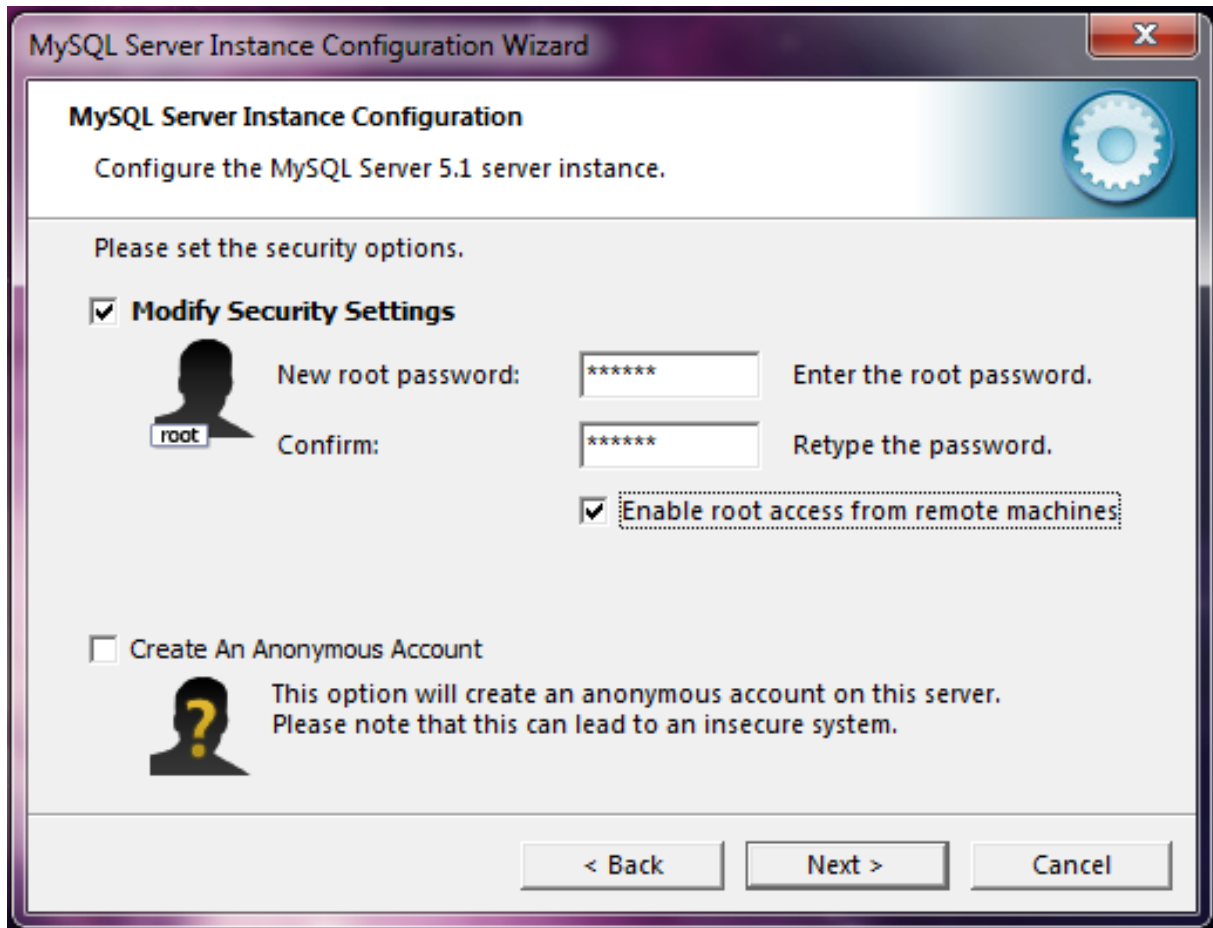 MySQL Server Instance Configuration Wizard
X
MySQL Server Instance Configuration
Configure the MySQL Server 5.1 server instance.
Please set the security options.
Modify Security Settings
New root password: ****** Enter the root password.
root
Confirm: ****** Retype the password.
Enable root access from remote machines
Create An Anonymous Account
?
This option will create an anonymous account on this server.
Please note that this can lead to an insecure system.
< Back Next > Cancel